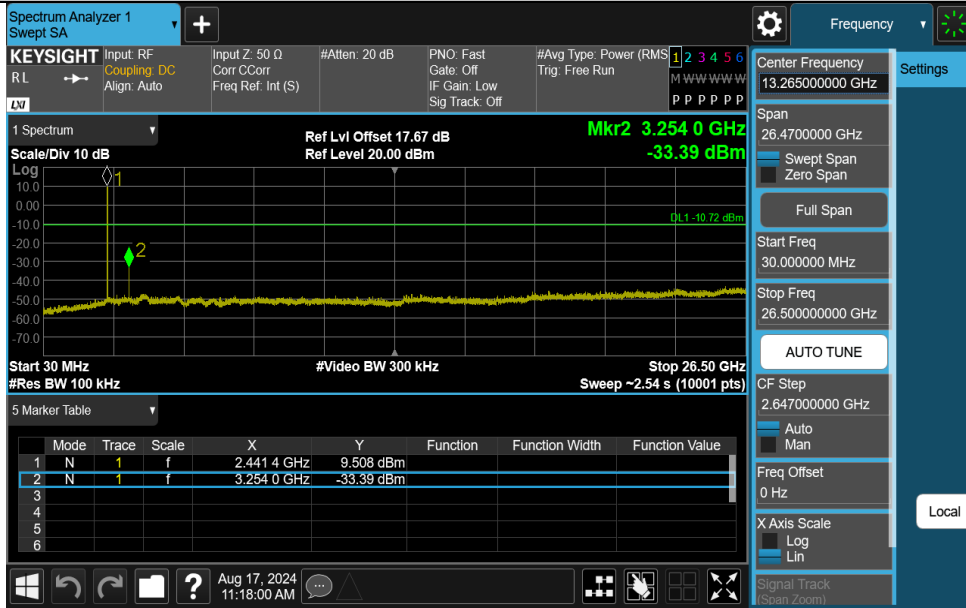 Spectrum Analyzer 1
Swept SA
+
Frequency
KEYSIGHT
R L
LXI
Input: RF
Coupling: DC
Align: Auto
Input Z: 50 Ω
Corr CCorr
Freq Ref: Int (S)
#Atten: 20 dB
PNO: Fast
Gate: Off
IF Gain: Low
Sig Track: Off
#Avg Type: Power (RMS
Trig: Free Run
1 2 3 4 5 6
M W W W W W
P P P P P P
Center Frequency
13.265000000 GHz
Settings
Span
26.4700000 GHz
Swept Span
Zero Span
Full Span
Start Freq
30.000000 MHz
Stop Freq
26.500000000 GHz
AUTO TUNE
CF Step
2.647000000 GHz
Auto
Man
Freq Offset
0 Hz
X Axis Scale
Log
Lin
Signal Track
(Span Zoom)
Local
1 Spectrum
Scale/Div 10 dB
Ref Lvl Offset 17.67 dB
Ref Level 20.00 dBm
Mkr2 3.254 0 GHz
-33.39 dBm
Log
10.0
0.00
-10.0
-20.0
-30.0
-40.0
-50.0
-60.0
-70.0
1
2
DL1 -10.72 dBm
Start 30 MHz
#Video BW 300 kHz
Stop 26.50 GHz
#Res BW 100 kHz
Sweep ~2.54 s (10001 pts)
5 Marker Table
Mode Trace Scale X Y Function Function Width Function Value
1 N 1 f 2.441 4 GHz 9.508 dBm
2 N 1 f 3.254 0 GHz -33.39 dBm
3
4
5
6
?
Aug 17, 2024
11:18:00 AM